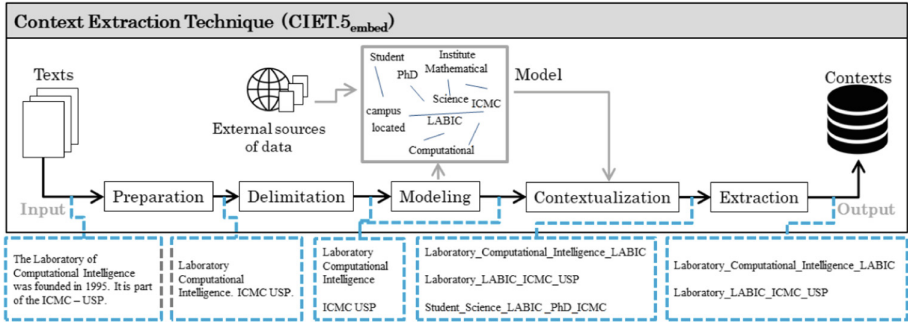 Context Extraction Technique (CIET.5embed)
Texts
External sources
of data
Student
PhD
Institute
Mathematical
Science
ICMC
campus
located
LABIC
Computational
Model
Contexts
Input
Preparation
Delimitation
Modeling
Contextualization
Extraction
Output
The Laboratory of
Computational Intelligence
was founded in 1995. It is part
of the ICMC – USP.
Laboratory
Computational
Intelligence. ICMC USP.
Laboratory
Computational
Intelligence
ICMC USP
Laboratory_Computational_Intelligence_LABIC
Laboratory_LABIC_ICMC_USP
Student_Science_LABIC _PhD_ICMC
Laboratory_Computational_Intelligence_LABIC
Laboratory_LABIC_ICMC_USP